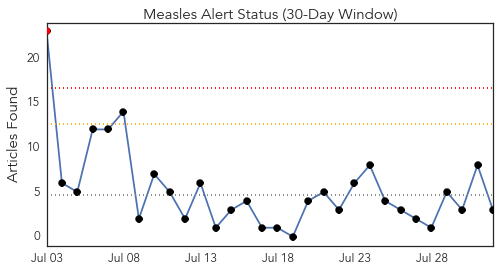 Measles Alert Status (30-Day Window)
Articles Found
20
15
10
5
0
Jul 03
Jul 08
Jul 13
Jul 18
Jul 23
Jul 28